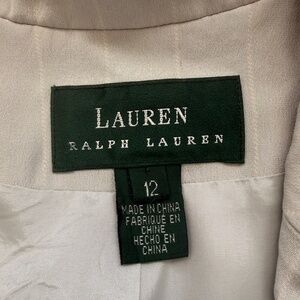 LAUREN
RALPH LAUREN
12
MADE IN CHINA
FABRIQUÉ EN
CHINE
HECHO EN
CHINA